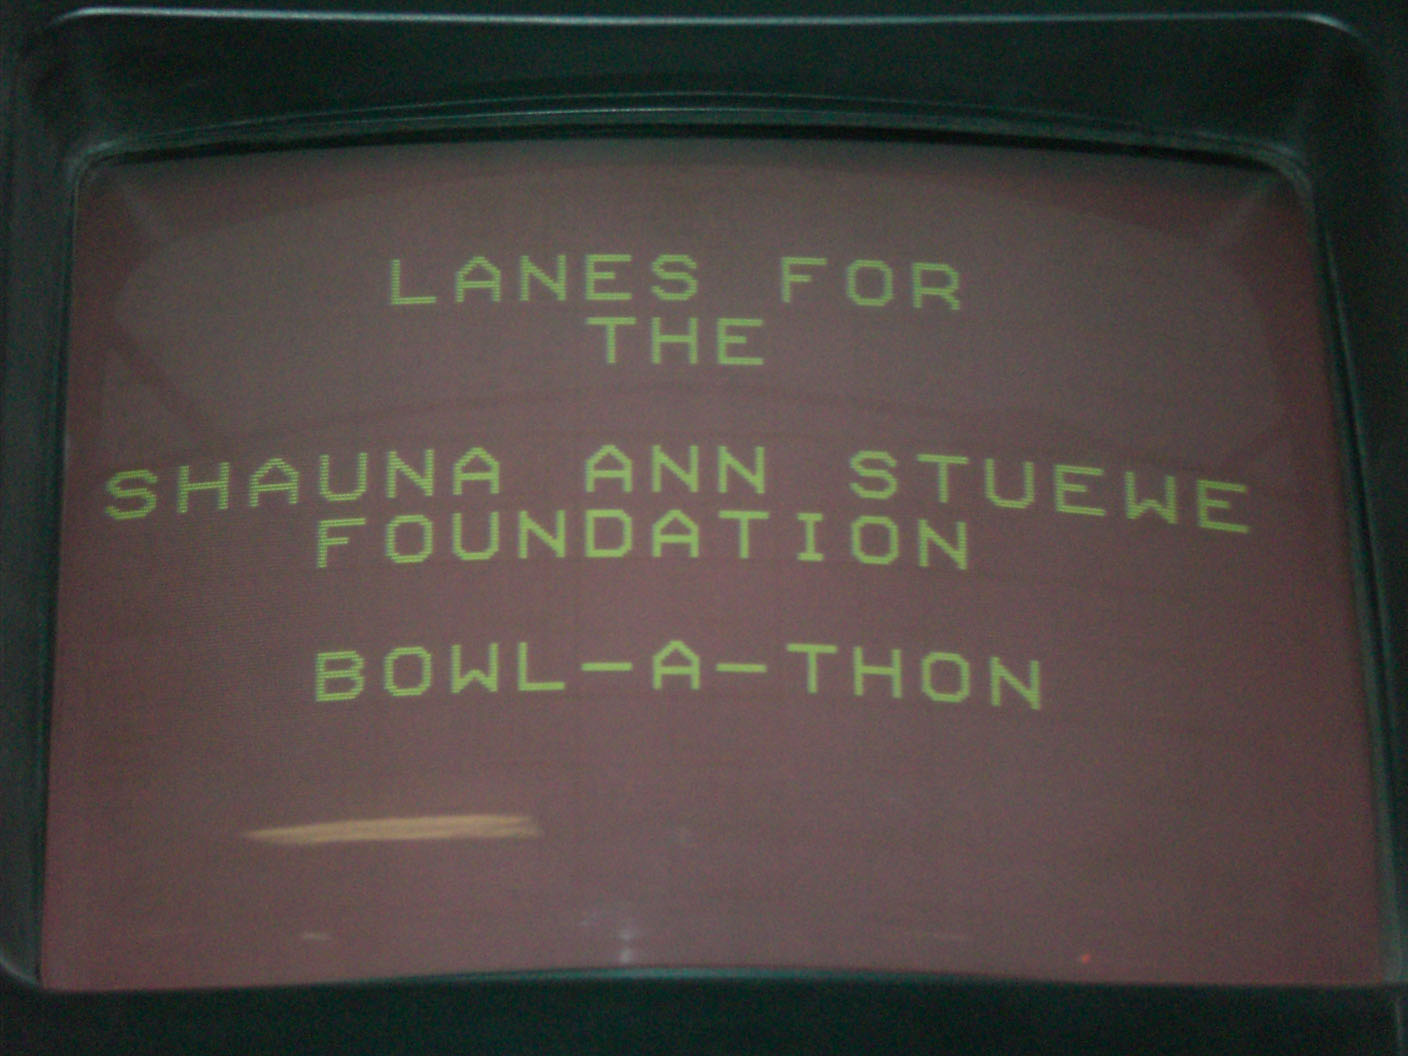 LANES FOR
THE
SHAUNA ANN STUEWE
FOUNDATION
BOWL-A-THON